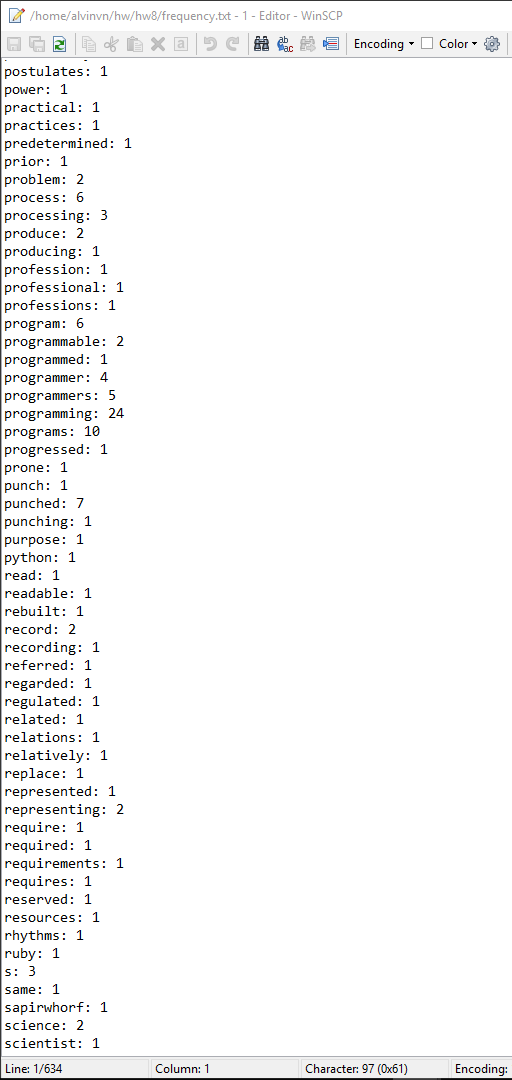 /home/alvinvn/hw/hw8/frequency.txt - 1 - Editor - WinSCP
Encoding Color
postulates: 1
power: 1
practical: 1
practices: 1
predetermined: 1
prior: 1
problem: 2
process: 6
processing: 3
produce: 2
producing: 1
profession: 1
professional: 1
professions: 1
program: 6
programmable: 2
programmed: 1
programmer: 4
programmers: 5
programming: 24
programs: 10
progressed: 1
prone: 1
punch: 1
punched: 7
punching: 1
purpose: 1
python: 1
read: 1
readable: 1
rebuilt: 1
record: 2
recording: 1
referred: 1
regarded: 1
regulated: 1
related: 1
relations: 1
relatively: 1
replace: 1
represented: 1
representing: 2
require: 1
required: 1
requirements: 1
requires: 1
reserved: 1
resources: 1
rhythms: 1
ruby: 1
s: 3
same: 1
sapirwhorf: 1
science: 2
scientist: 1
Line: 1/634 Column: 1 Character: 97 (0x61) Encoding: